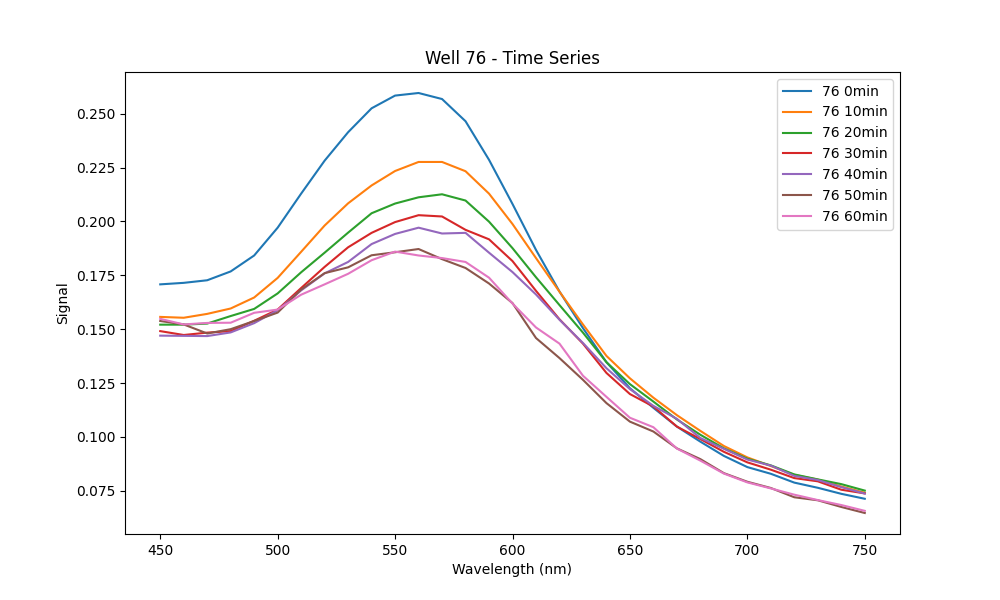 Well 76 - Time Series
Signal
0.250
0.225
0.200
0.175
0.150
0.125
0.100
0.075
76 0min
76 10min
76 20min
76 30min
76 40min
76 50min
76 60min
450 500 550 600 650 700 750
Wavelength (nm)